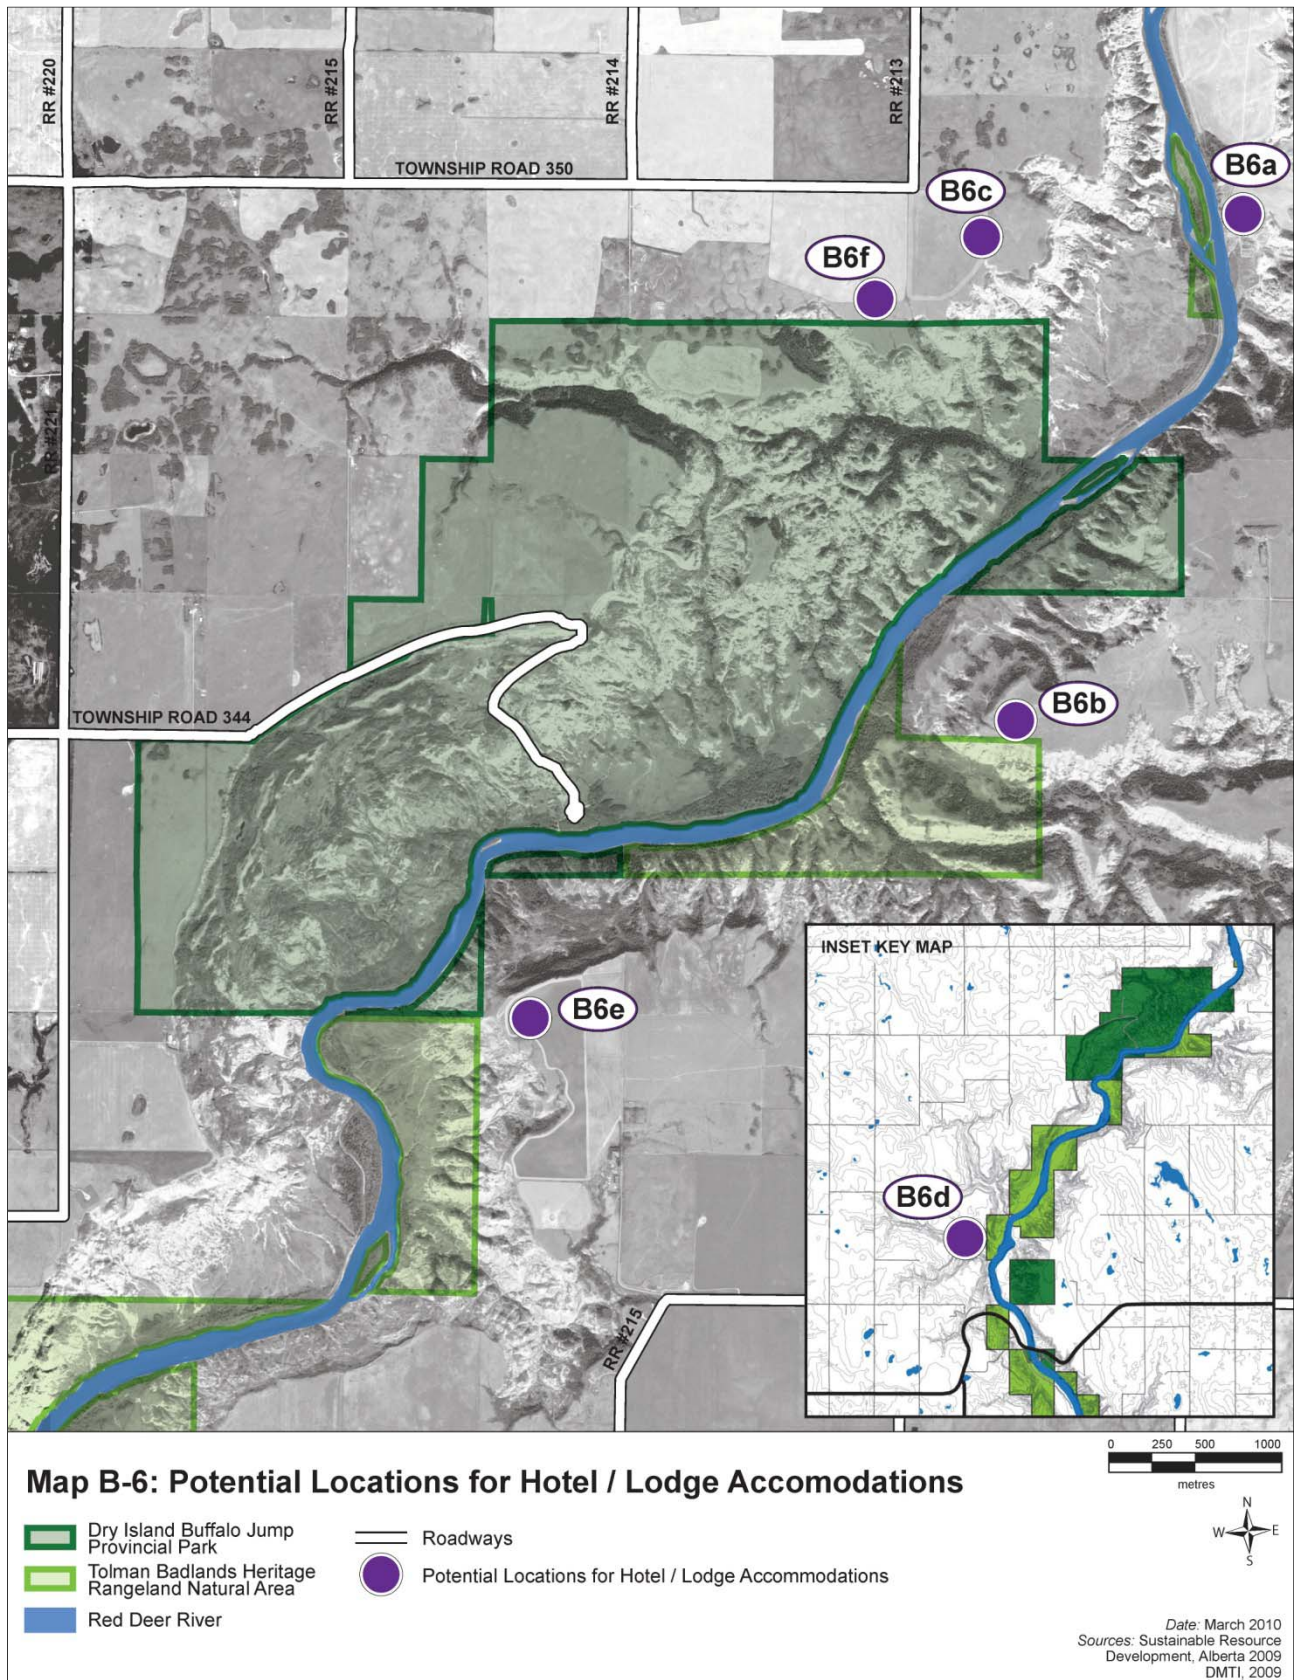 RR #220
RR #215
RR #214
RR #213
TOWNSHIP ROAD 350
B6a
B6c
B6f
RR #221
B6b
TOWNSHIP ROAD 344
INSET KEY MAP
B6e
B6d
RR #215
Map B-6: Potential Locations for Hotel / Lodge Accomodations
0 250 500 1000
metres
Dry Island Buffalo Jump
Provincial Park
Tolman Badlands Heritage
Rangeland Natural Area
Red Deer River
Roadways
Potential Locations for Hotel / Lodge Accommodations
N
W E
S
Date: March 2010
Sources: Sustainable Resource
Development, Alberta 2009
DMTI, 2009